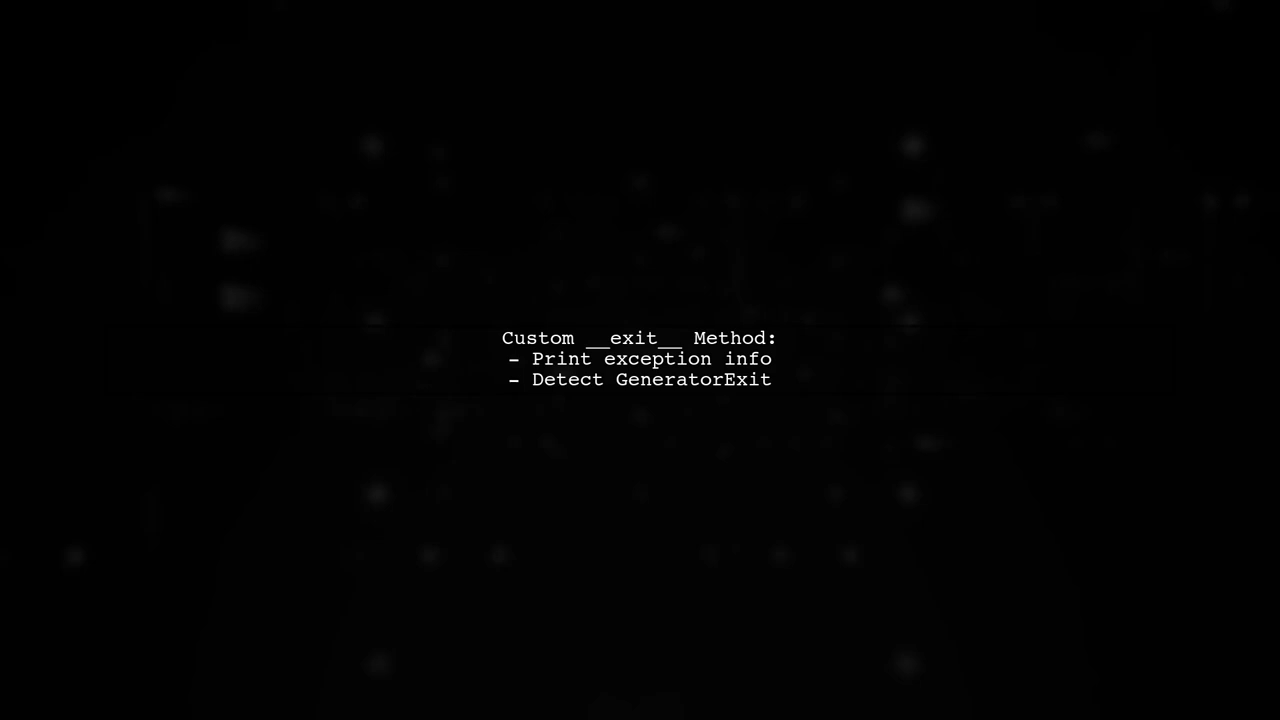 Custom __exit__ Method:
- Print exception info
- Detect GeneratorExit